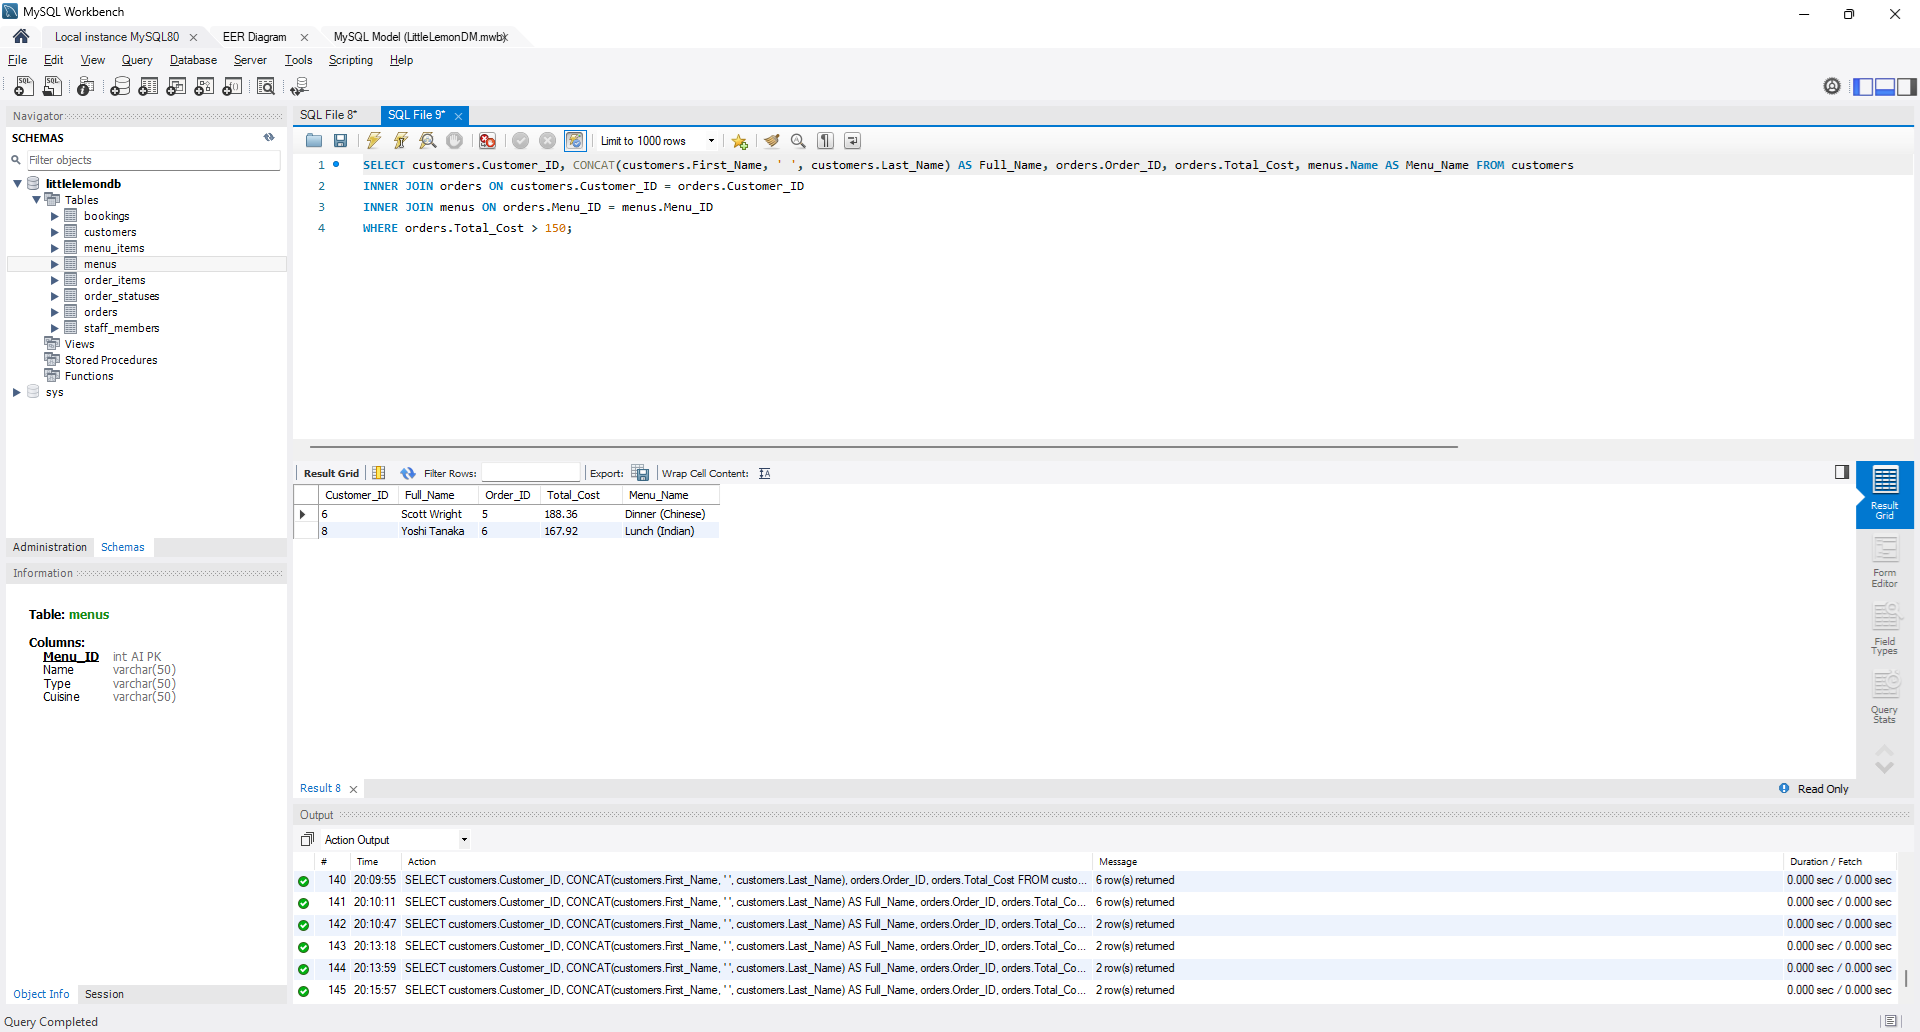 MySQL Workbench
Local instance MySQL80
EER Diagram
MySQL Model (LittleLemonDM.mwb)
File Edit View Query Database Server Tools Scripting Help
Navigator
SCHEMAS
Filter objects
littlelemondb
Tables
bookings
customers
menu_items
menus
order_items
order_statuses
orders
staff_members
Views
Stored Procedures
Functions
sys
Administration Schemas
Information
Table: menus
Columns:
Menu_ID int AI PK
Name varchar(50)
Type varchar(50)
Cuisine varchar(50)
Object Info Session
SQL File 8* SQL File 9*
Limit to 1000 rows
1 SELECT customers.Customer_ID, CONCAT(customers.First_Name, ' ', customers.Last_Name) AS Full_Name, orders.Order_ID, orders.Total_Cost, menus.Name AS Menu_Name FROM customers
2 INNER JOIN orders ON customers.Customer_ID = orders.Customer_ID
3 INNER JOIN menus ON orders.Menu_ID = menus.Menu_ID
4 WHERE orders.Total_Cost > 150;
Result Grid Filter Rows: Export: Wrap Cell Content:
Customer_ID Full_Name Order_ID Total_Cost Menu_Name
6 Scott Wright 5 188.36 Dinner (Chinese)
8 Yoshi Tanaka 6 167.92 Lunch (Indian)
Result
Grid
Form
Editor
Field
Types
Query
Stats
Result 8
Read Only
Output
Action Output
# Time Action Message Duration / Fetch
140 20:09:55 SELECT customers.Customer_ID, CONCAT(customers.First_Name, ' ', customers.Last_Name), orders.Order_ID, orders.Total_Cost FROM custo... 6 row(s) returned 0.000 sec / 0.000 sec
141 20:10:11 SELECT customers.Customer_ID, CONCAT(customers.First_Name, ' ', customers.Last_Name) AS Full_Name, orders.Order_ID, orders.Total_Co... 6 row(s) returned 0.000 sec / 0.000 sec
142 20:10:47 SELECT customers.Customer_ID, CONCAT(customers.First_Name, ' ', customers.Last_Name) AS Full_Name, orders.Order_ID, orders.Total_Co... 2 row(s) returned 0.000 sec / 0.000 sec
143 20:13:18 SELECT customers.Customer_ID, CONCAT(customers.First_Name, ' ', customers.Last_Name) AS Full_Name, orders.Order_ID, orders.Total_Co... 2 row(s) returned 0.000 sec / 0.000 sec
144 20:13:59 SELECT customers.Customer_ID, CONCAT(customers.First_Name, ' ', customers.Last_Name) AS Full_Name, orders.Order_ID, orders.Total_Co... 2 row(s) returned 0.000 sec / 0.000 sec
145 20:15:57 SELECT customers.Customer_ID, CONCAT(customers.First_Name, ' ', customers.Last_Name) AS Full_Name, orders.Order_ID, orders.Total_Co... 2 row(s) returned 0.000 sec / 0.000 sec
Query Completed